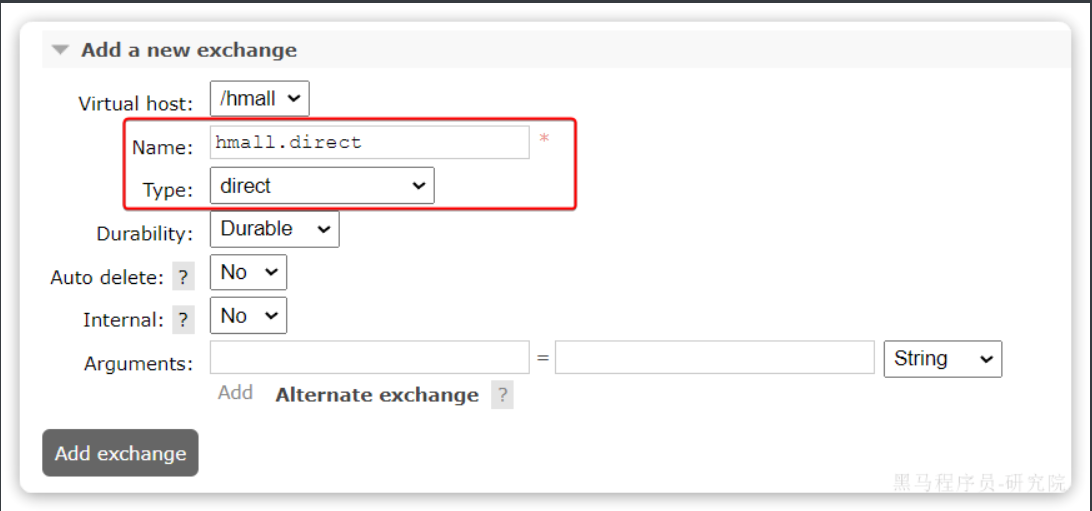 Add a new exchange
Virtual host: /hmall
Name: hmall.direct *
Type: direct
Durability: Durable
Auto delete: ? No
Internal: ? No
Arguments: = String
Add Alternate exchange ?
Add exchange
黑马程序员-研究院